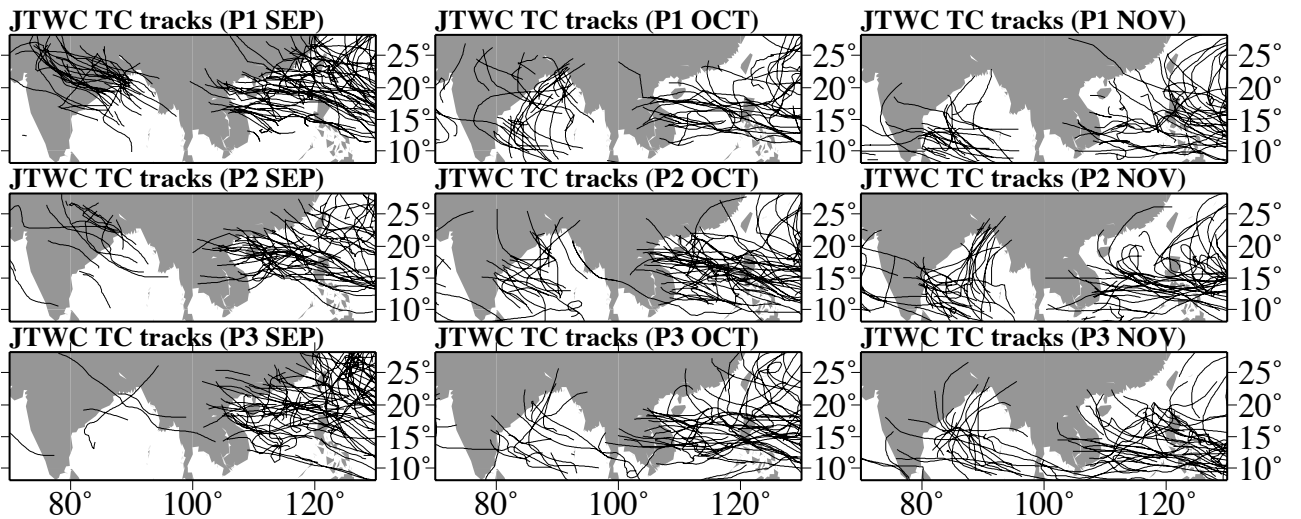 JTWC TC tracks (P1 SEP) JTWC TC tracks (P1 OCT) JTWC TC tracks (P1 NOV)
25° 25° 25°
20° 20° 20°
15° 15° 15°
10° 10° 10°
JTWC TC tracks (P2 SEP) JTWC TC tracks (P2 OCT) JTWC TC tracks (P2 NOV)
25° 25° 25°
20° 20° 20°
15° 15° 15°
10° 10° 10°
JTWC TC tracks (P3 SEP) JTWC TC tracks (P3 OCT) JTWC TC tracks (P3 NOV)
25° 25° 25°
20° 20° 20°
15° 15° 15°
10° 10° 10°
80° 100° 120° 80° 100° 120° 80° 100° 120°